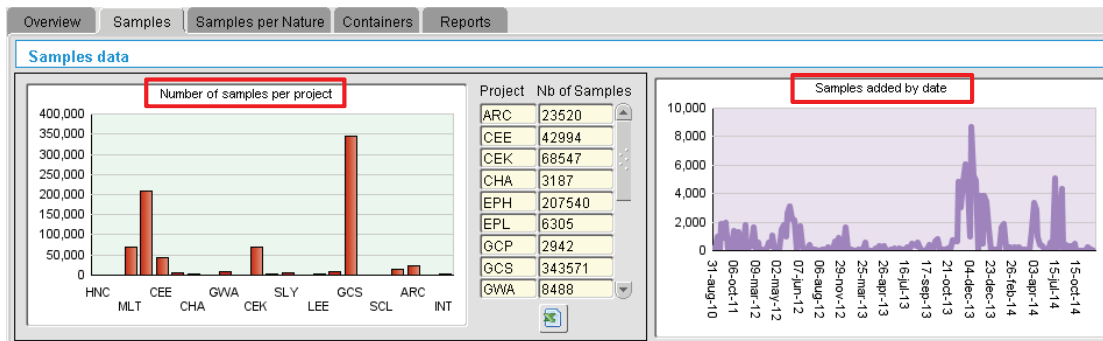 Overview Samples Samples per Nature Containers Reports
Samples data
Number of samples per project
400,000
350,000
300,000
250,000
200,000
150,000
100,000
50,000
0
HNC CEE GWA SLY GCS ARC
MLT CHA CEK LEE SCL INT
Project Nb of Samples
ARC 23520
CEE 42994
CEK 68547
CHA 3187
EPH 207540
EPL 6305
GCP 2942
GCS 343571
GWA 8488
Samples added by date
10,000
8,000
6,000
4,000
2,000
0
31-aug-10
06-oct-11
09-mar-12
02-may-12
07-jun-12
06-aug-12
29-nov-12
25-mar-13
26-apr-13
16-jul-13
17-sep-13
21-oct-13
04-dec-13
23-dec-13
26-feb-14
03-apr-14
15-jul-14
15-oct-14